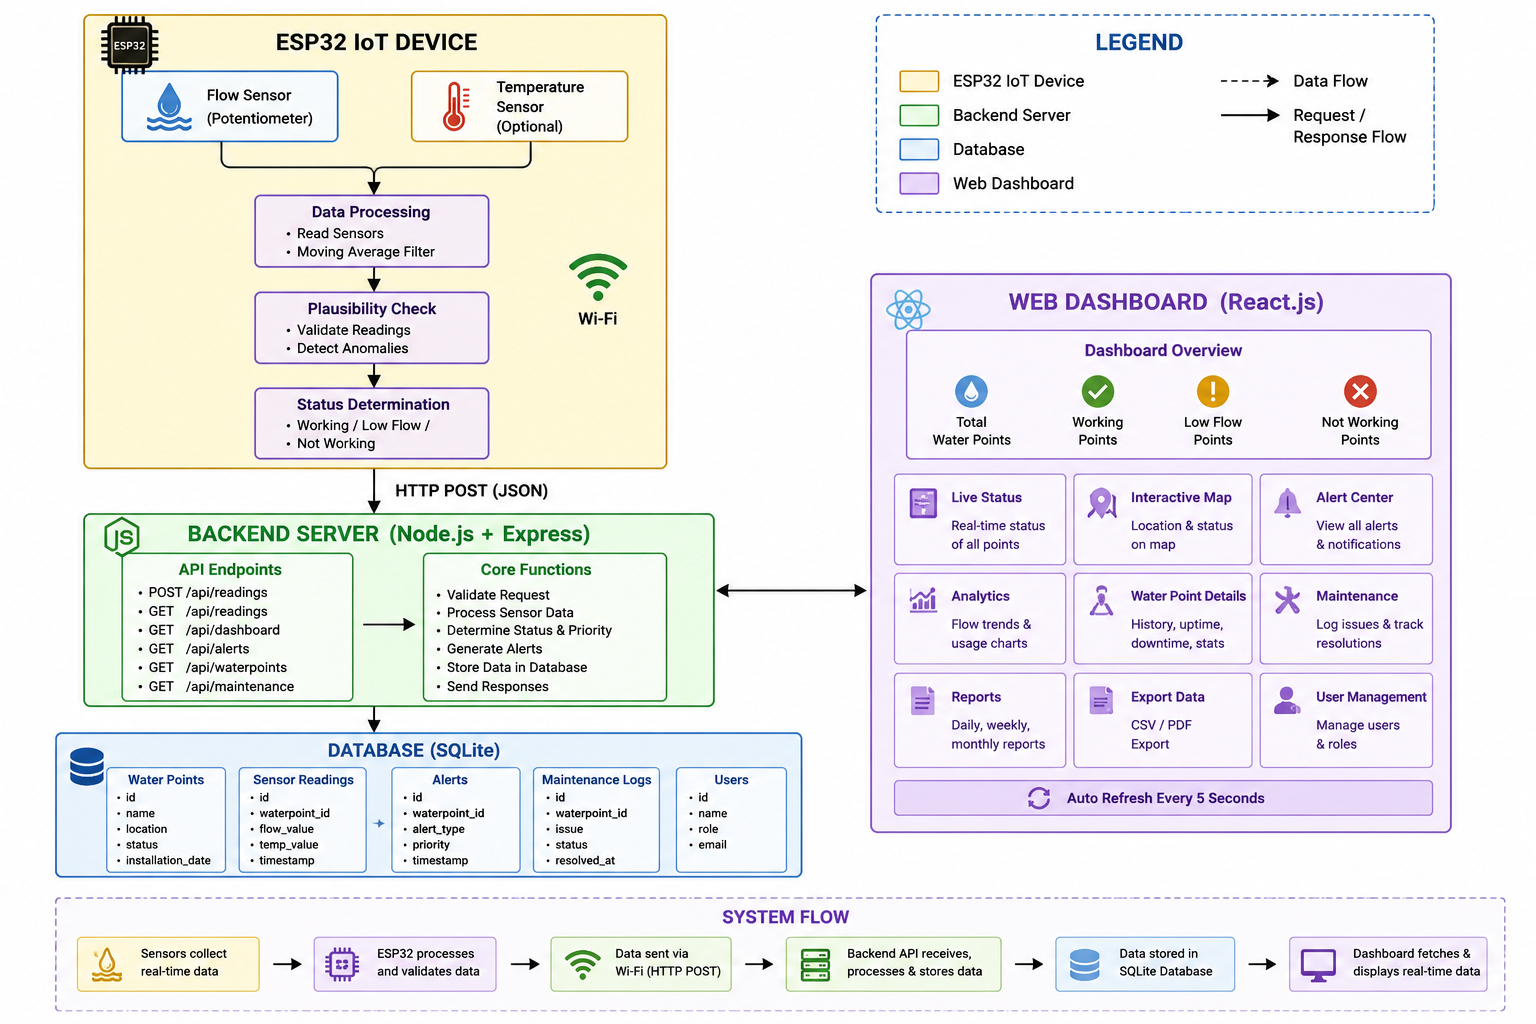 ESP32
ESP32 IoT DEVICE
Flow Sensor
(Potentiometer)
Temperature
Sensor
(Optional)
Data Processing
• Read Sensors
• Moving Average Filter
Plausibility Check
• Validate Readings
• Detect Anomalies
Status Determination
• Working / Low Flow /
• Not Working
Wi-Fi
HTTP POST (JSON)
LEGEND
ESP32 IoT Device
Backend Server
Database
Web Dashboard
Data Flow
Request /
Response Flow
JS
BACKEND SERVER (Node.js + Express)
API Endpoints
• POST /api/readings
• GET /api/readings
• GET /api/dashboard
• GET /api/alerts
• GET /api/waterpoints
• GET /api/maintenance
Core Functions
• Validate Request
• Process Sensor Data
• Determine Status & Priority
• Generate Alerts
• Store Data in Database
• Send Responses
WEB DASHBOARD (React.js)
Dashboard Overview
Total
Water Points
Working
Points
Low Flow
Points
Not Working
Points
Live Status
Real-time status
of all points
Interactive Map
Location & status
on map
Alert Center
View all alerts
& notifications
Analytics
Flow trends &
usage charts
Water Point Details
History, uptime,
downtime, stats
Maintenance
Log issues & track
resolutions
Reports
Daily, weekly,
monthly reports
Export Data
CSV / PDF
Export
User Management
Manage users
& roles
Auto Refresh Every 5 Seconds
DATABASE (SQLite)
Water Points
• id
• name
• location
• status
• installation_date
Sensor Readings
• id
• waterpoint_id
• flow_value
• temp_value
• timestamp
Alerts
• id
• waterpoint_id
• alert_type
• priority
• timestamp
Maintenance Logs
• id
• waterpoint_id
• issue
• status
• resolved_at
Users
• id
• name
• role
• email
SYSTEM FLOW
Sensors collect
real-time data
ESP32 processes
and validates data
Data sent via
Wi-Fi (HTTP POST)
Backend API receives,
processes & stores data
Data stored in
SQLite Database
Dashboard fetches &
displays real-time data